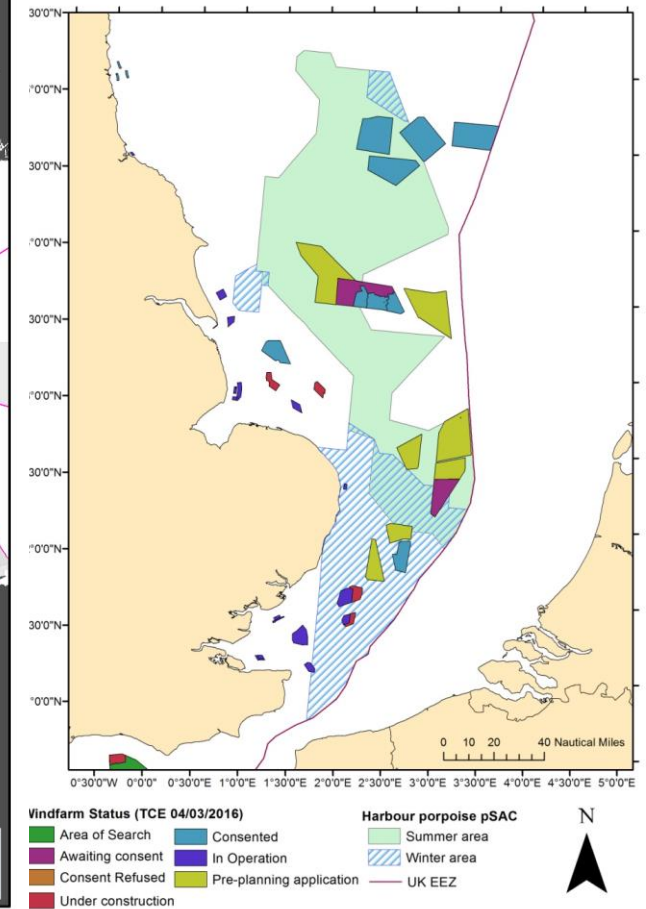 30'0"N
°0'0"N
30'0"N
°0'0"N
30'0"N
°0'0"N
30'0"N
°0'0"N
30'0"N
°0'0"N
0 10 20 40 Nautical Miles
0°30'0"W 0°0'0" 0°30'0"E 1°0'0"E 1°30'0"E 2°0'0"E 2°30'0"E 3°0'0"E 3°30'0"E 4°0'0"E 4°30'0"E 5°0'0"E
Windfarm Status (TCE 04/03/2016)
Area of Search
Awaiting consent
Consent Refused
Under construction
Consented
In Operation
Pre-planning application
Harbour porpoise pSAC
Summer area
Winter area
UK EEZ
N